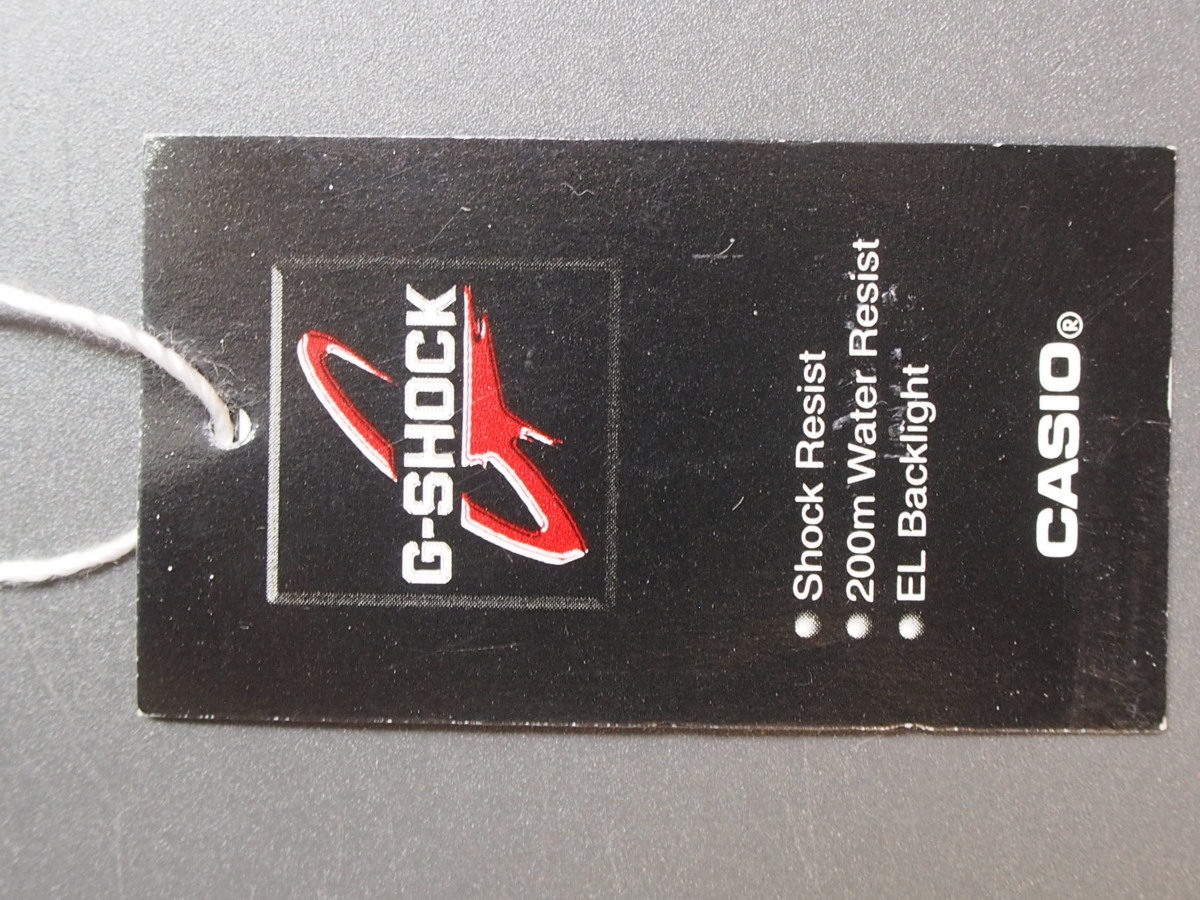 G-SHOCK
● Shock Resist
● 200m Water Resist
● EL Backlight
CASIO®